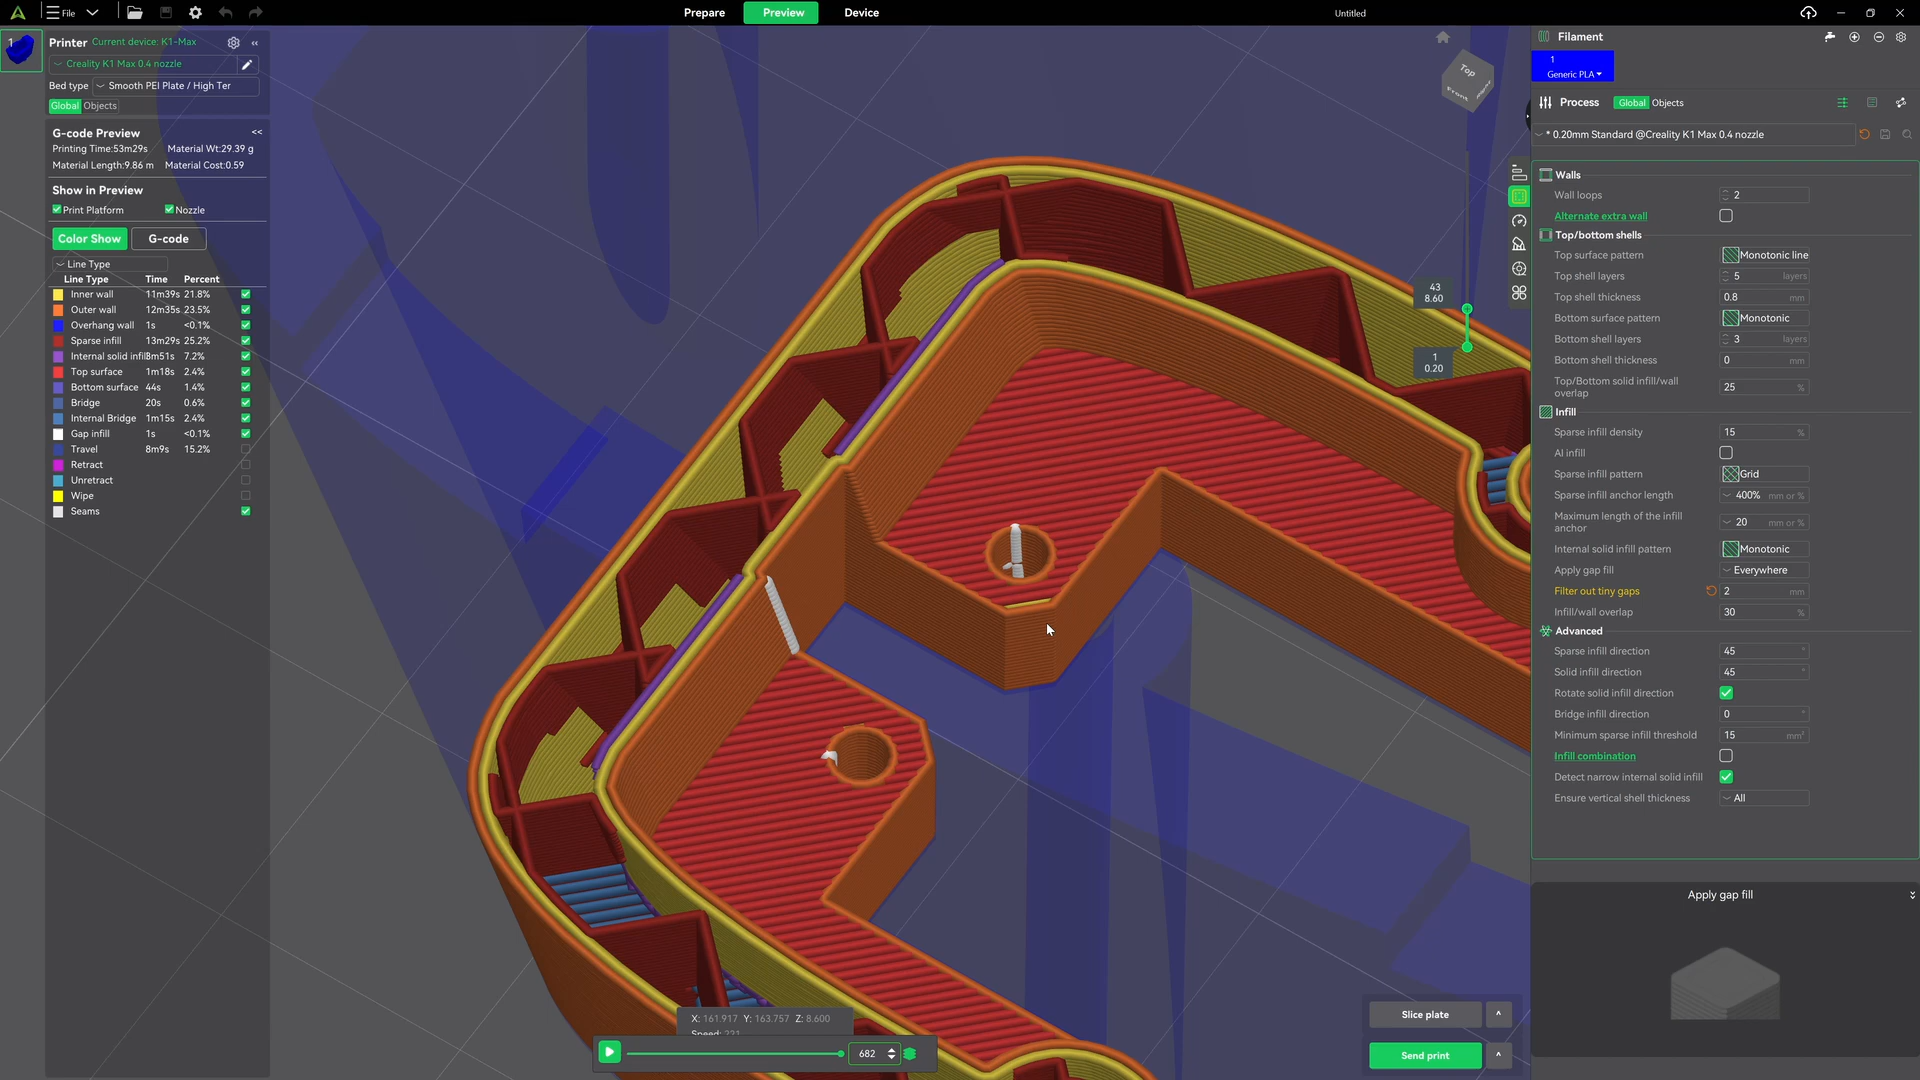 File
Prepare
Preview
Device
Untitled
1
Printer Current device: K1-Max
Creality K1 Max 0.4 nozzle
Bed type Smooth PEI Plate / High Ter
Global Objects
G-code Preview <<
Printing Time:53m29s Material Wt:29.39 g
Material Length:9.86 m Material Cost:0.59
Show in Preview
Print Platform Nozzle
Color Show G-code
Line Type
Line Type Time Percent
Inner wall 11m39s 21.8%
Outer wall 12m35s 23.5%
Overhang wall 1s <0.1%
Sparse infill 13m29s 25.2%
Internal solid infill 3m51s 7.2%
Top surface 1m18s 2.4%
Bottom surface 44s 1.4%
Bridge 20s 0.6%
Internal Bridge 1m15s 2.4%
Gap infill 1s <0.1%
Travel 8m9s 15.2%
Retract
Unretract
Wipe
Seams
Top
Front
43
8.60
1
0.20
X: 161.917 Y: 163.757 Z: 8.600
Speed: 221
682
Slice plate
Send print
Filament
1
Generic PLA
Process Global Objects
* 0.20mm Standard @Creality K1 Max 0.4 nozzle
Walls
Wall loops 2
Alternate extra wall
Top/bottom shells
Top surface pattern Monotonic line
Top shell layers 5 layers
Top shell thickness 0.8 mm
Bottom surface pattern Monotonic
Bottom shell layers 3 layers
Bottom shell thickness 0 mm
Top/Bottom solid infill/wall
overlap 25 %
Infill
Sparse infill density 15 %
AI infill
Sparse infill pattern Grid
Sparse infill anchor length 400% mm or %
Maximum length of the infill
anchor 20 mm or %
Internal solid infill pattern Monotonic
Apply gap fill Everywhere
Filter out tiny gaps 2 mm
Infill/wall overlap 30 %
Advanced
Sparse infill direction 45 °
Solid infill direction 45 °
Rotate solid infill direction
Bridge infill direction 0 °
Minimum sparse infill threshold 15 mm²
Infill combination
Detect narrow internal solid infill
Ensure vertical shell thickness All
Apply gap fill